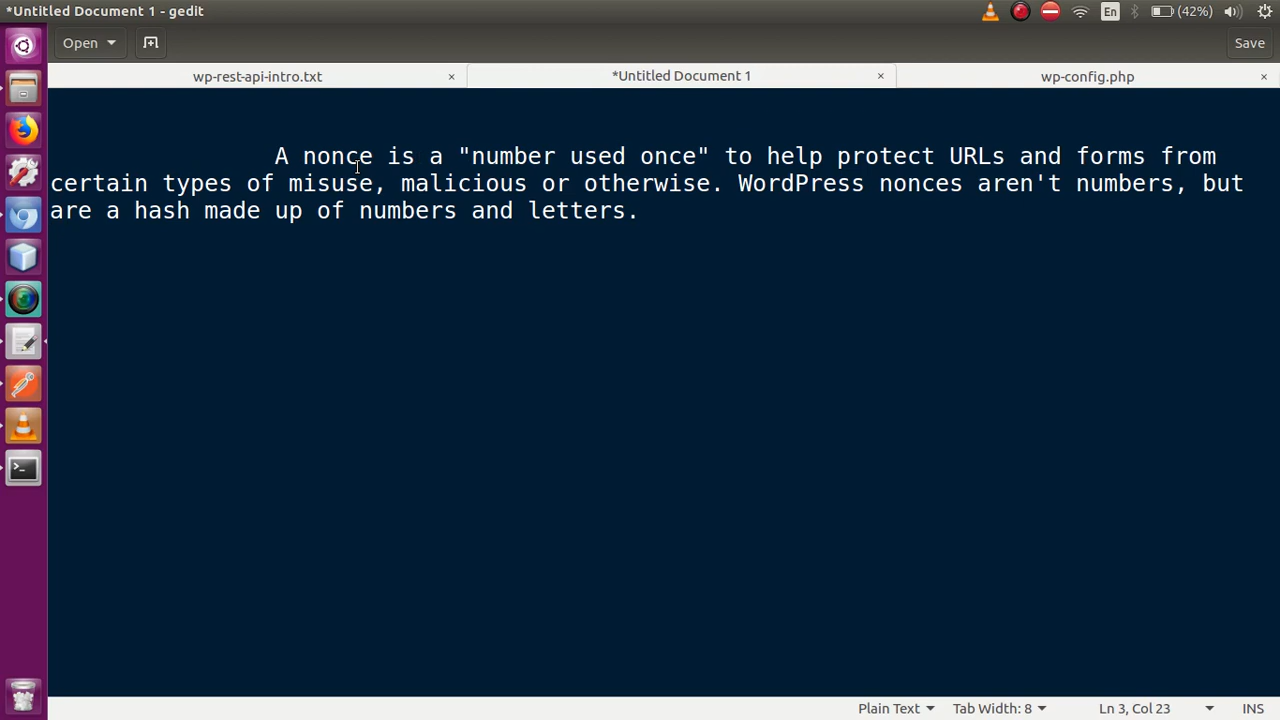 *Untitled Document 1 - gedit
En
(42%)
Open
Save
wp-rest-api-intro.txt
*Untitled Document 1
wp-config.php
A nonce is a "number used once" to help protect URLs and forms from
certain types of misuse, malicious or otherwise. WordPress nonces aren't numbers, but
are a hash made up of numbers and letters.
Plain Text
Tab Width: 8
Ln 3, Col 23
INS